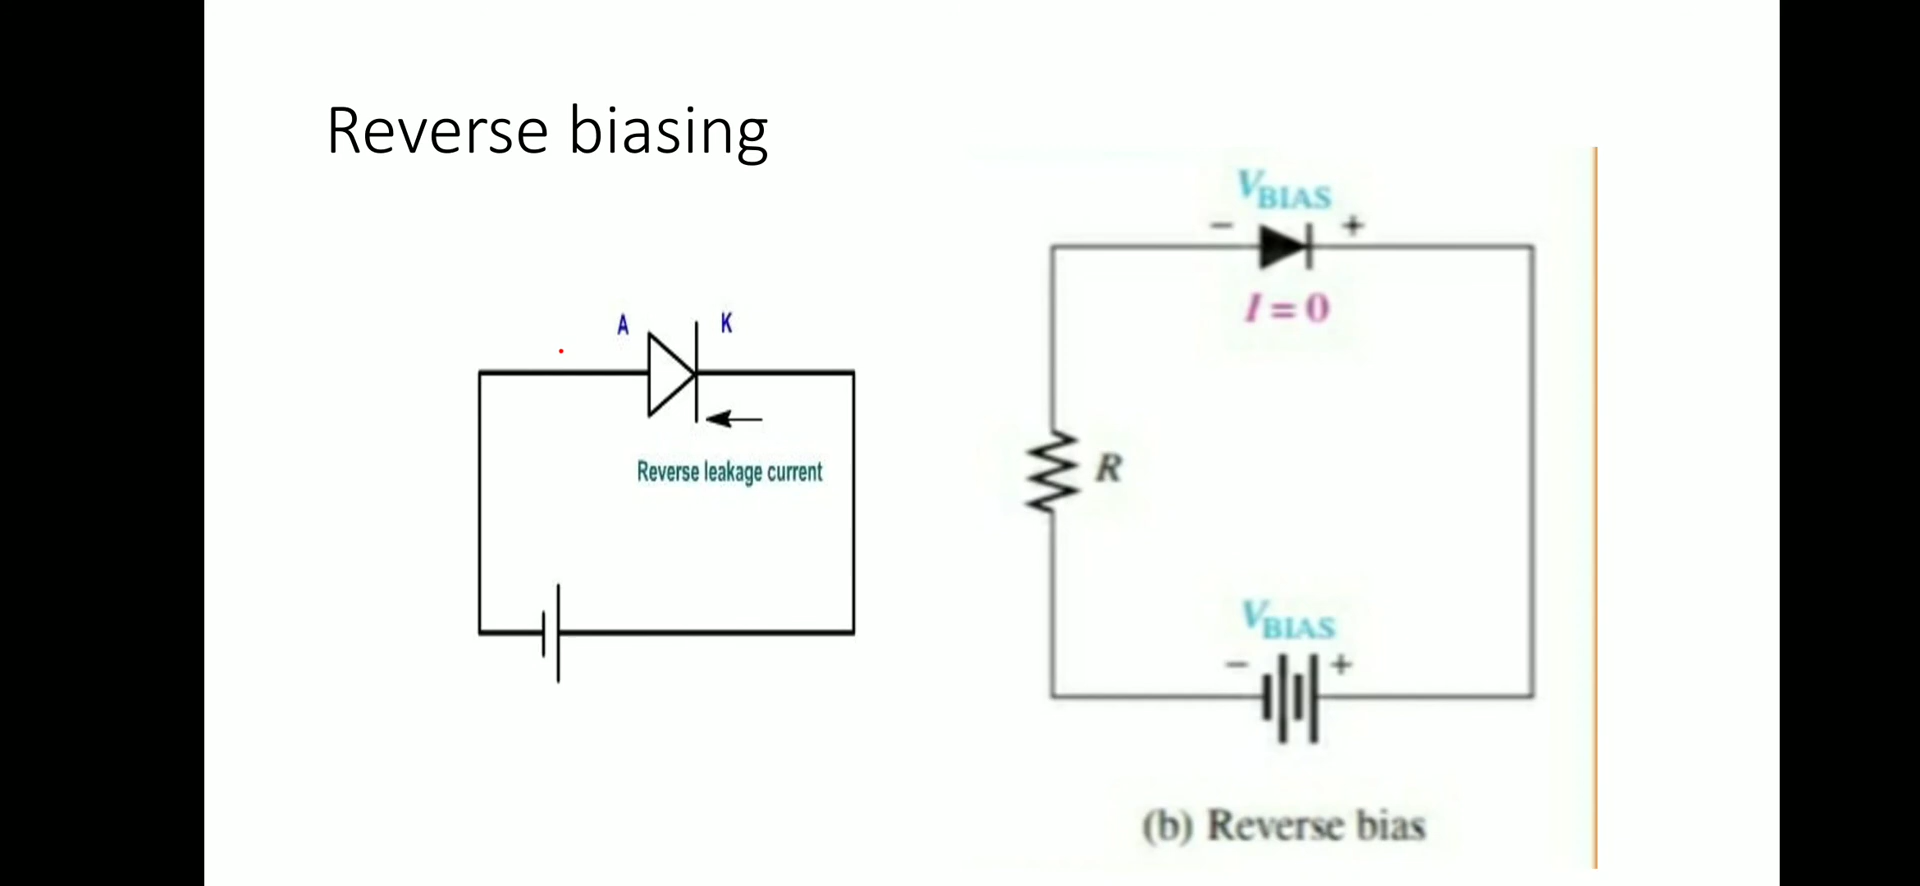 Reverse biasing
A K
Reverse leakage current
VBIAS
− +
I = 0
R
VBIAS
− +
(b) Reverse bias